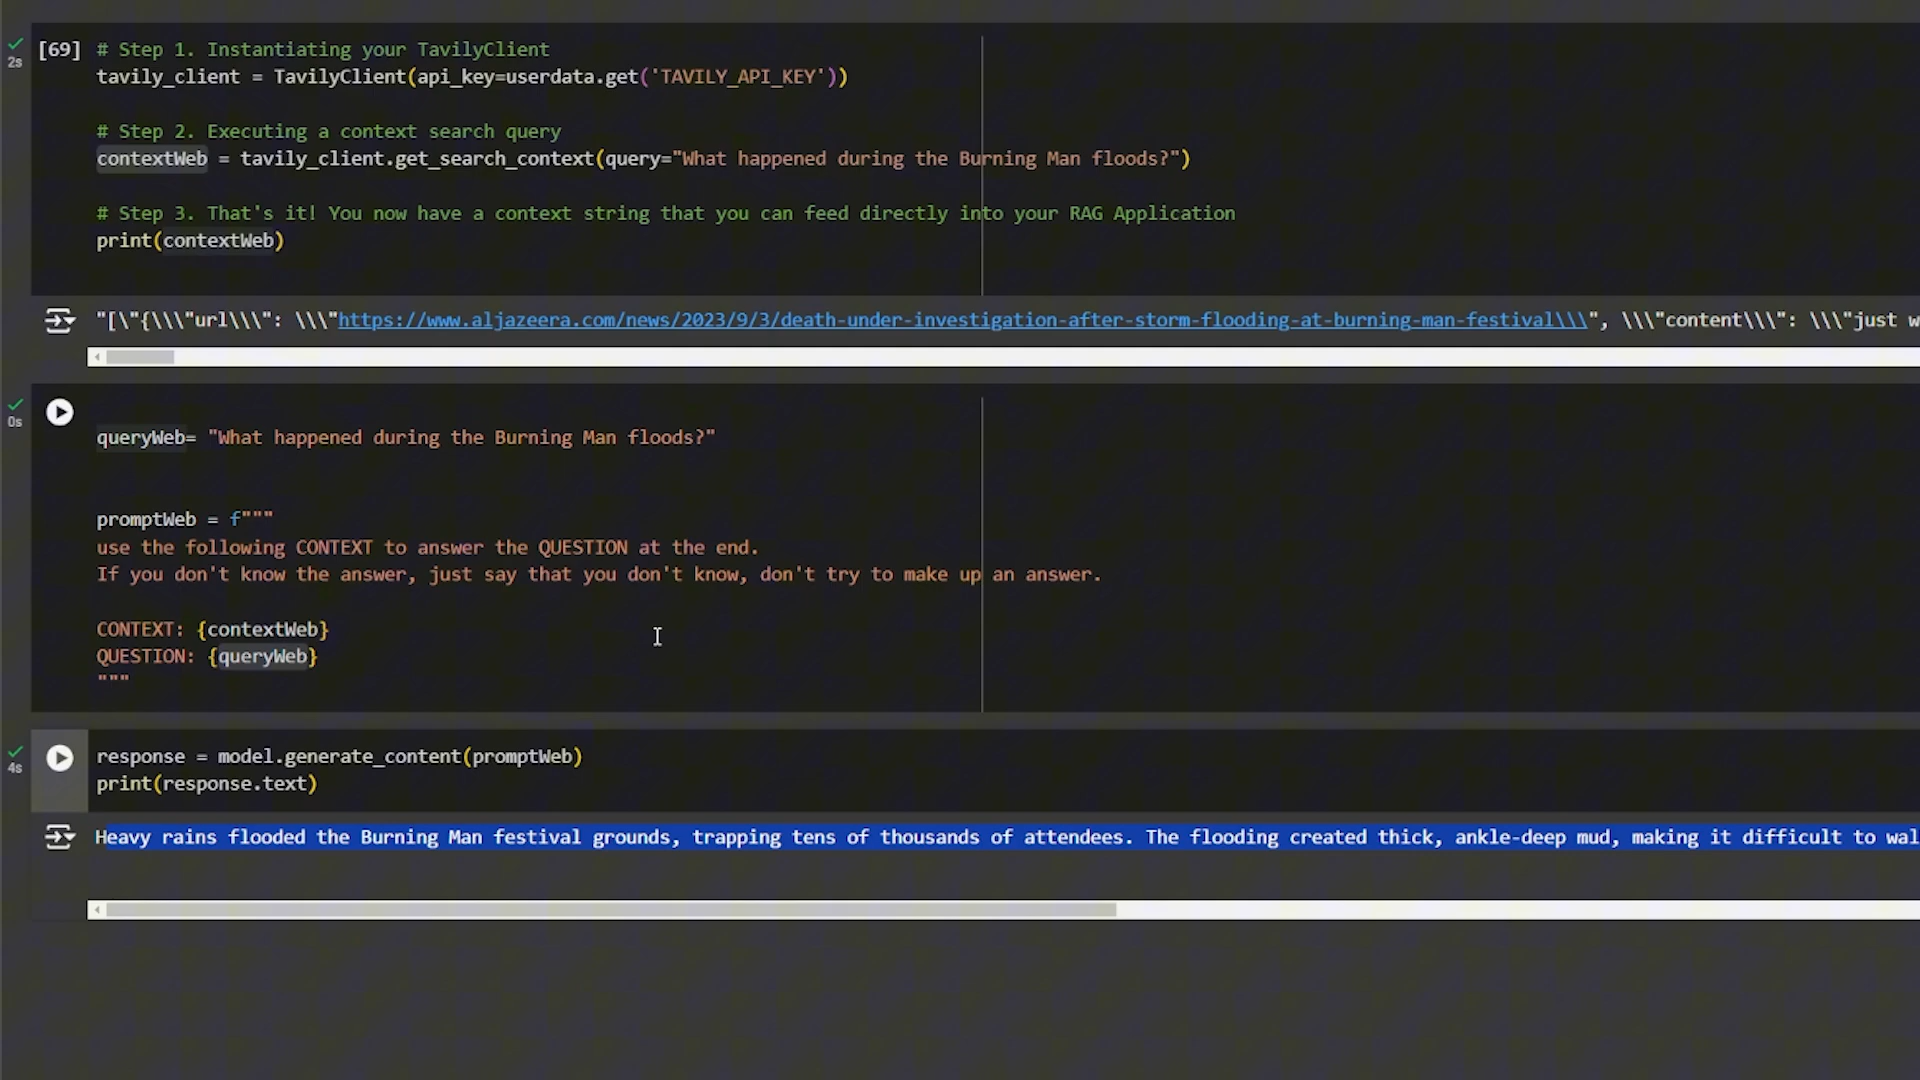 [69] # Step 1. Instantiating your TavilyClient
2s
tavily_client = TavilyClient(api_key=userdata.get('TAVILY_API_KEY'))
# Step 2. Executing a context search query
contextWeb = tavily_client.get_search_context(query="What happened during the Burning Man floods?")
# Step 3. That's it! You now have a context string that you can feed directly into your RAG Application
print(contextWeb)
"[\"{\\\"url\\\": \\\"https://www.aljazeera.com/news/2023/9/3/death-under-investigation-after-storm-flooding-at-burning-man-festival\\\", \\\"content\\\": \\\"just w
0s
queryWeb= "What happened during the Burning Man floods?"
promptWeb = f"""
use the following CONTEXT to answer the QUESTION at the end.
If you don't know the answer, just say that you don't know, don't try to make up an answer.
CONTEXT: {contextWeb}
QUESTION: {queryWeb}
"""
4s
response = model.generate_content(promptWeb)
print(response.text)
Heavy rains flooded the Burning Man festival grounds, trapping tens of thousands of attendees. The flooding created thick, ankle-deep mud, making it difficult to wal